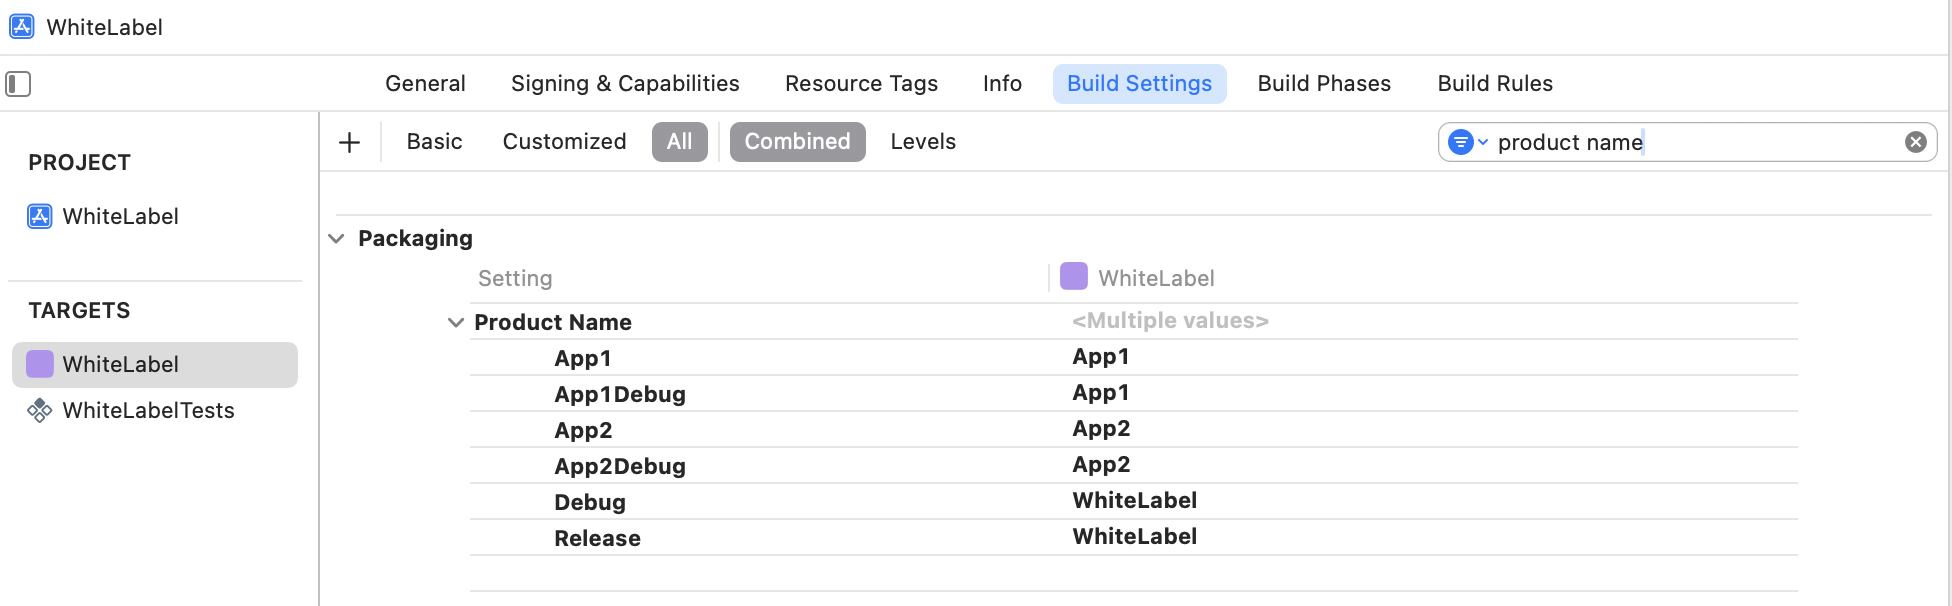 WhiteLabel
General Signing & Capabilities Resource Tags Info Build Settings Build Phases Build Rules
Basic Customized All Combined Levels product name
PROJECT
WhiteLabel
TARGETS
WhiteLabel
WhiteLabelTests
Packaging
Setting WhiteLabel
Product Name <Multiple values>
App1 App1
App1Debug App1
App2 App2
App2Debug App2
Debug WhiteLabel
Release WhiteLabel